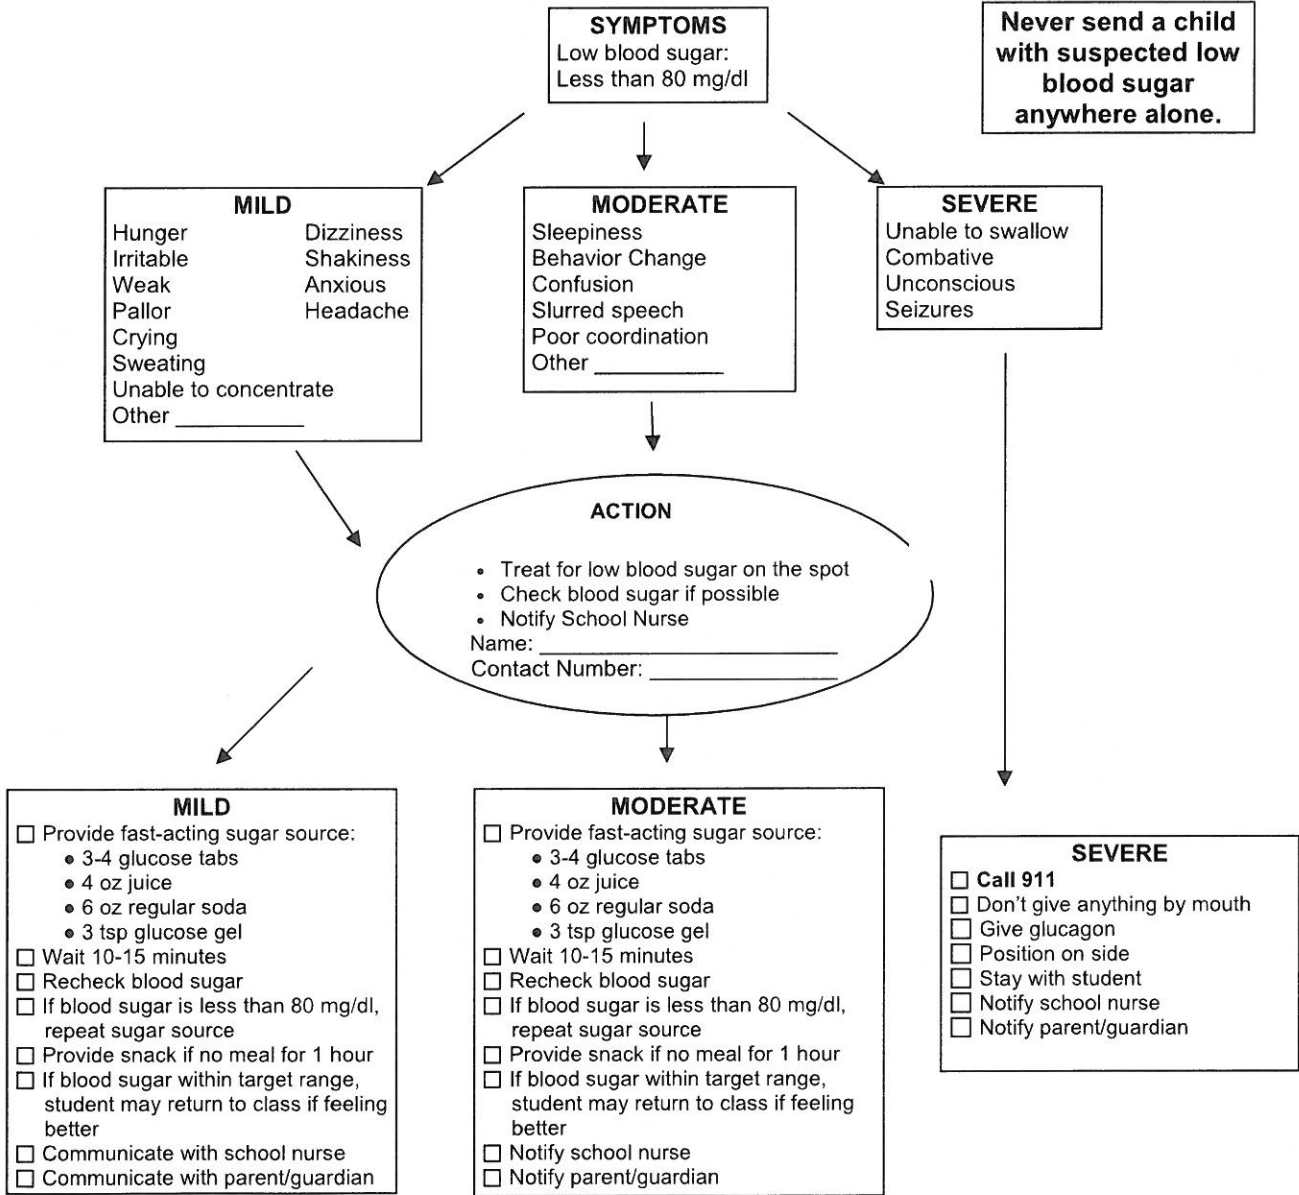 SYMPTOMS
Low blood sugar:
Less than 80 mg/dl
Never send a child
with suspected low
blood sugar
anywhere alone.
MILD
Hunger
Irritable
Weak
Pallor
Crying
Sweating
Unable to concentrate
Other ____________
Dizziness
Shakiness
Anxious
Headache
MODERATE
Sleepiness
Behavior Change
Confusion
Slurred speech
Poor coordination
Other ____________
SEVERE
Unable to swallow
Combative
Unconscious
Seizures
ACTION
• Treat for low blood sugar on the spot
• Check blood sugar if possible
• Notify School Nurse
Name: ____________
Contact Number: ____________
MILD
☐ Provide fast-acting sugar source:
• 3-4 glucose tabs
• 4 oz juice
• 6 oz regular soda
• 3 tsp glucose gel
☐ Wait 10-15 minutes
☐ Recheck blood sugar
☐ If blood sugar is less than 80 mg/dl,
repeat sugar source
☐ Provide snack if no meal for 1 hour
☐ If blood sugar within target range,
student may return to class if feeling
better
☐ Communicate with school nurse
☐ Communicate with parent/guardian
MODERATE
☐ Provide fast-acting sugar source:
• 3-4 glucose tabs
• 4 oz juice
• 6 oz regular soda
• 3 tsp glucose gel
☐ Wait 10-15 minutes
☐ Recheck blood sugar
☐ If blood sugar is less than 80 mg/dl,
repeat sugar source
☐ Provide snack if no meal for 1 hour
☐ If blood sugar within target range,
student may return to class if feeling
better
☐ Notify school nurse
☐ Notify parent/guardian
SEVERE
☐ Call 911
☐ Don't give anything by mouth
☐ Give glucagon
☐ Position on side
☐ Stay with student
☐ Notify school nurse
☐ Notify parent/guardian